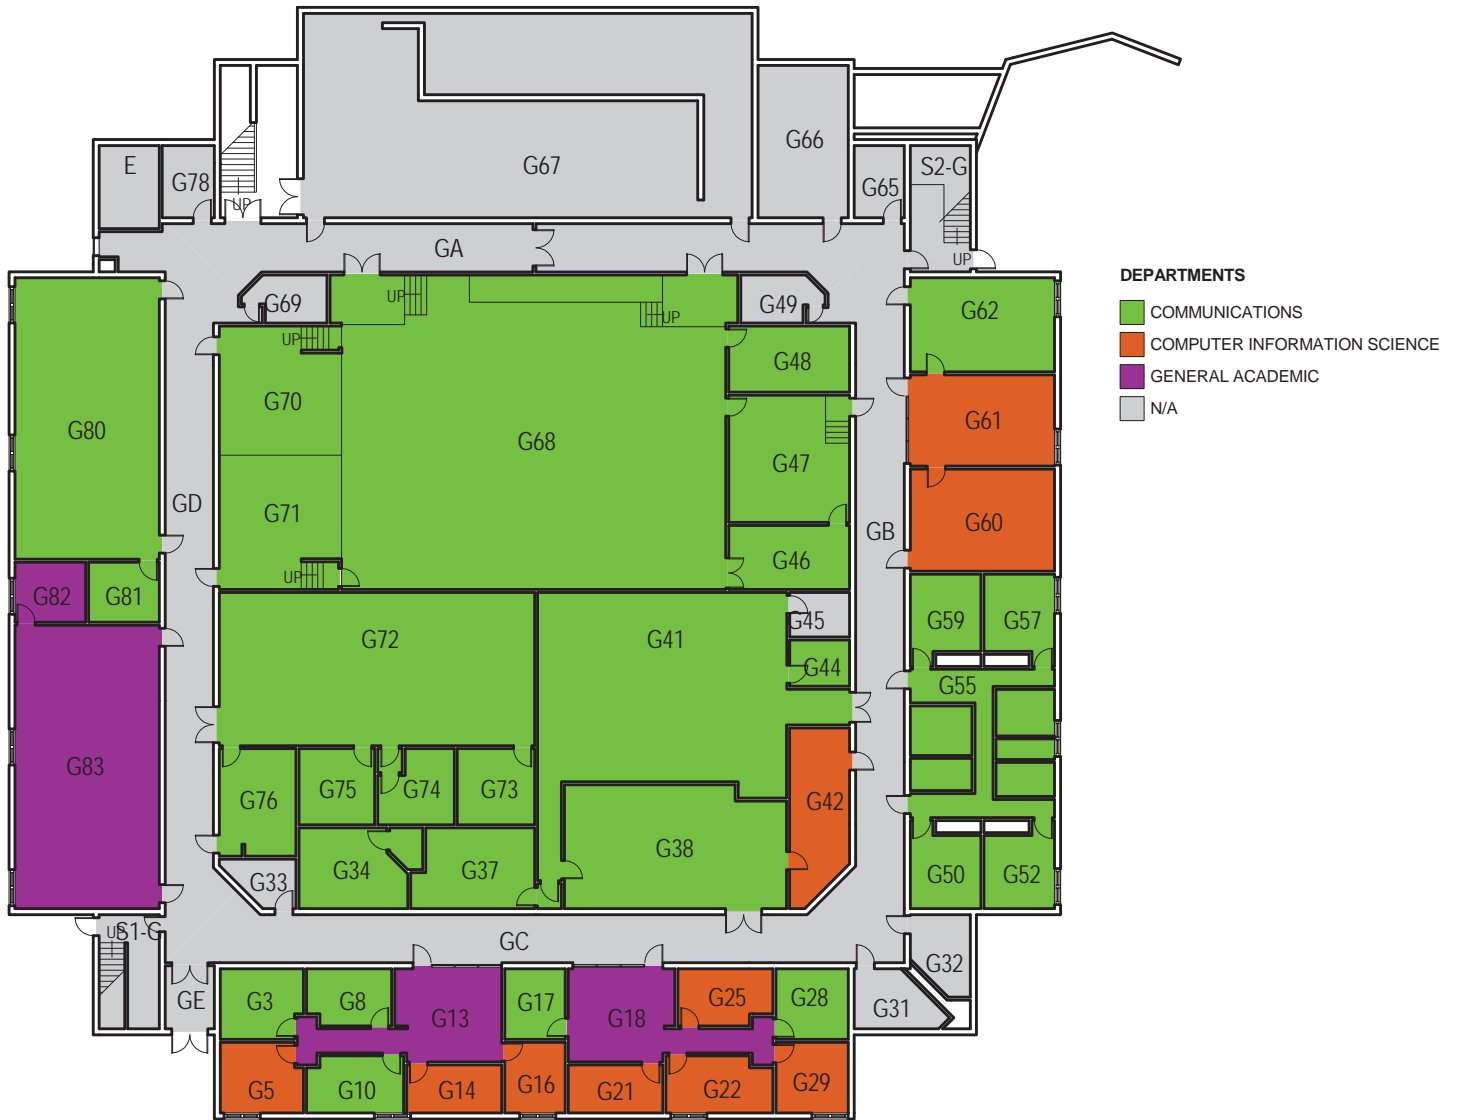 E
G78
UP
G67
G66
G65
S2-G
UP
GA
G69
UP
UP
G49
G62
DEPARTMENTS
COMMUNICATIONS
COMPUTER INFORMATION SCIENCE
GENERAL ACADEMIC
N/A
UP
G48
G70
G61
G80
G68
G47
GD
G71
GB
G60
UP
G46
G82
G81
G45
G59
G57
G72
G41
G44
G55
G83
G76
G75
G74
G73
G42
G38
G34
G37
G33
G50
G52
UP
S1-G
GC
G32
GE
G3
G8
G13
G17
G18
G25
G28
G31
G5
G10
G14
G16
G21
G22
G29